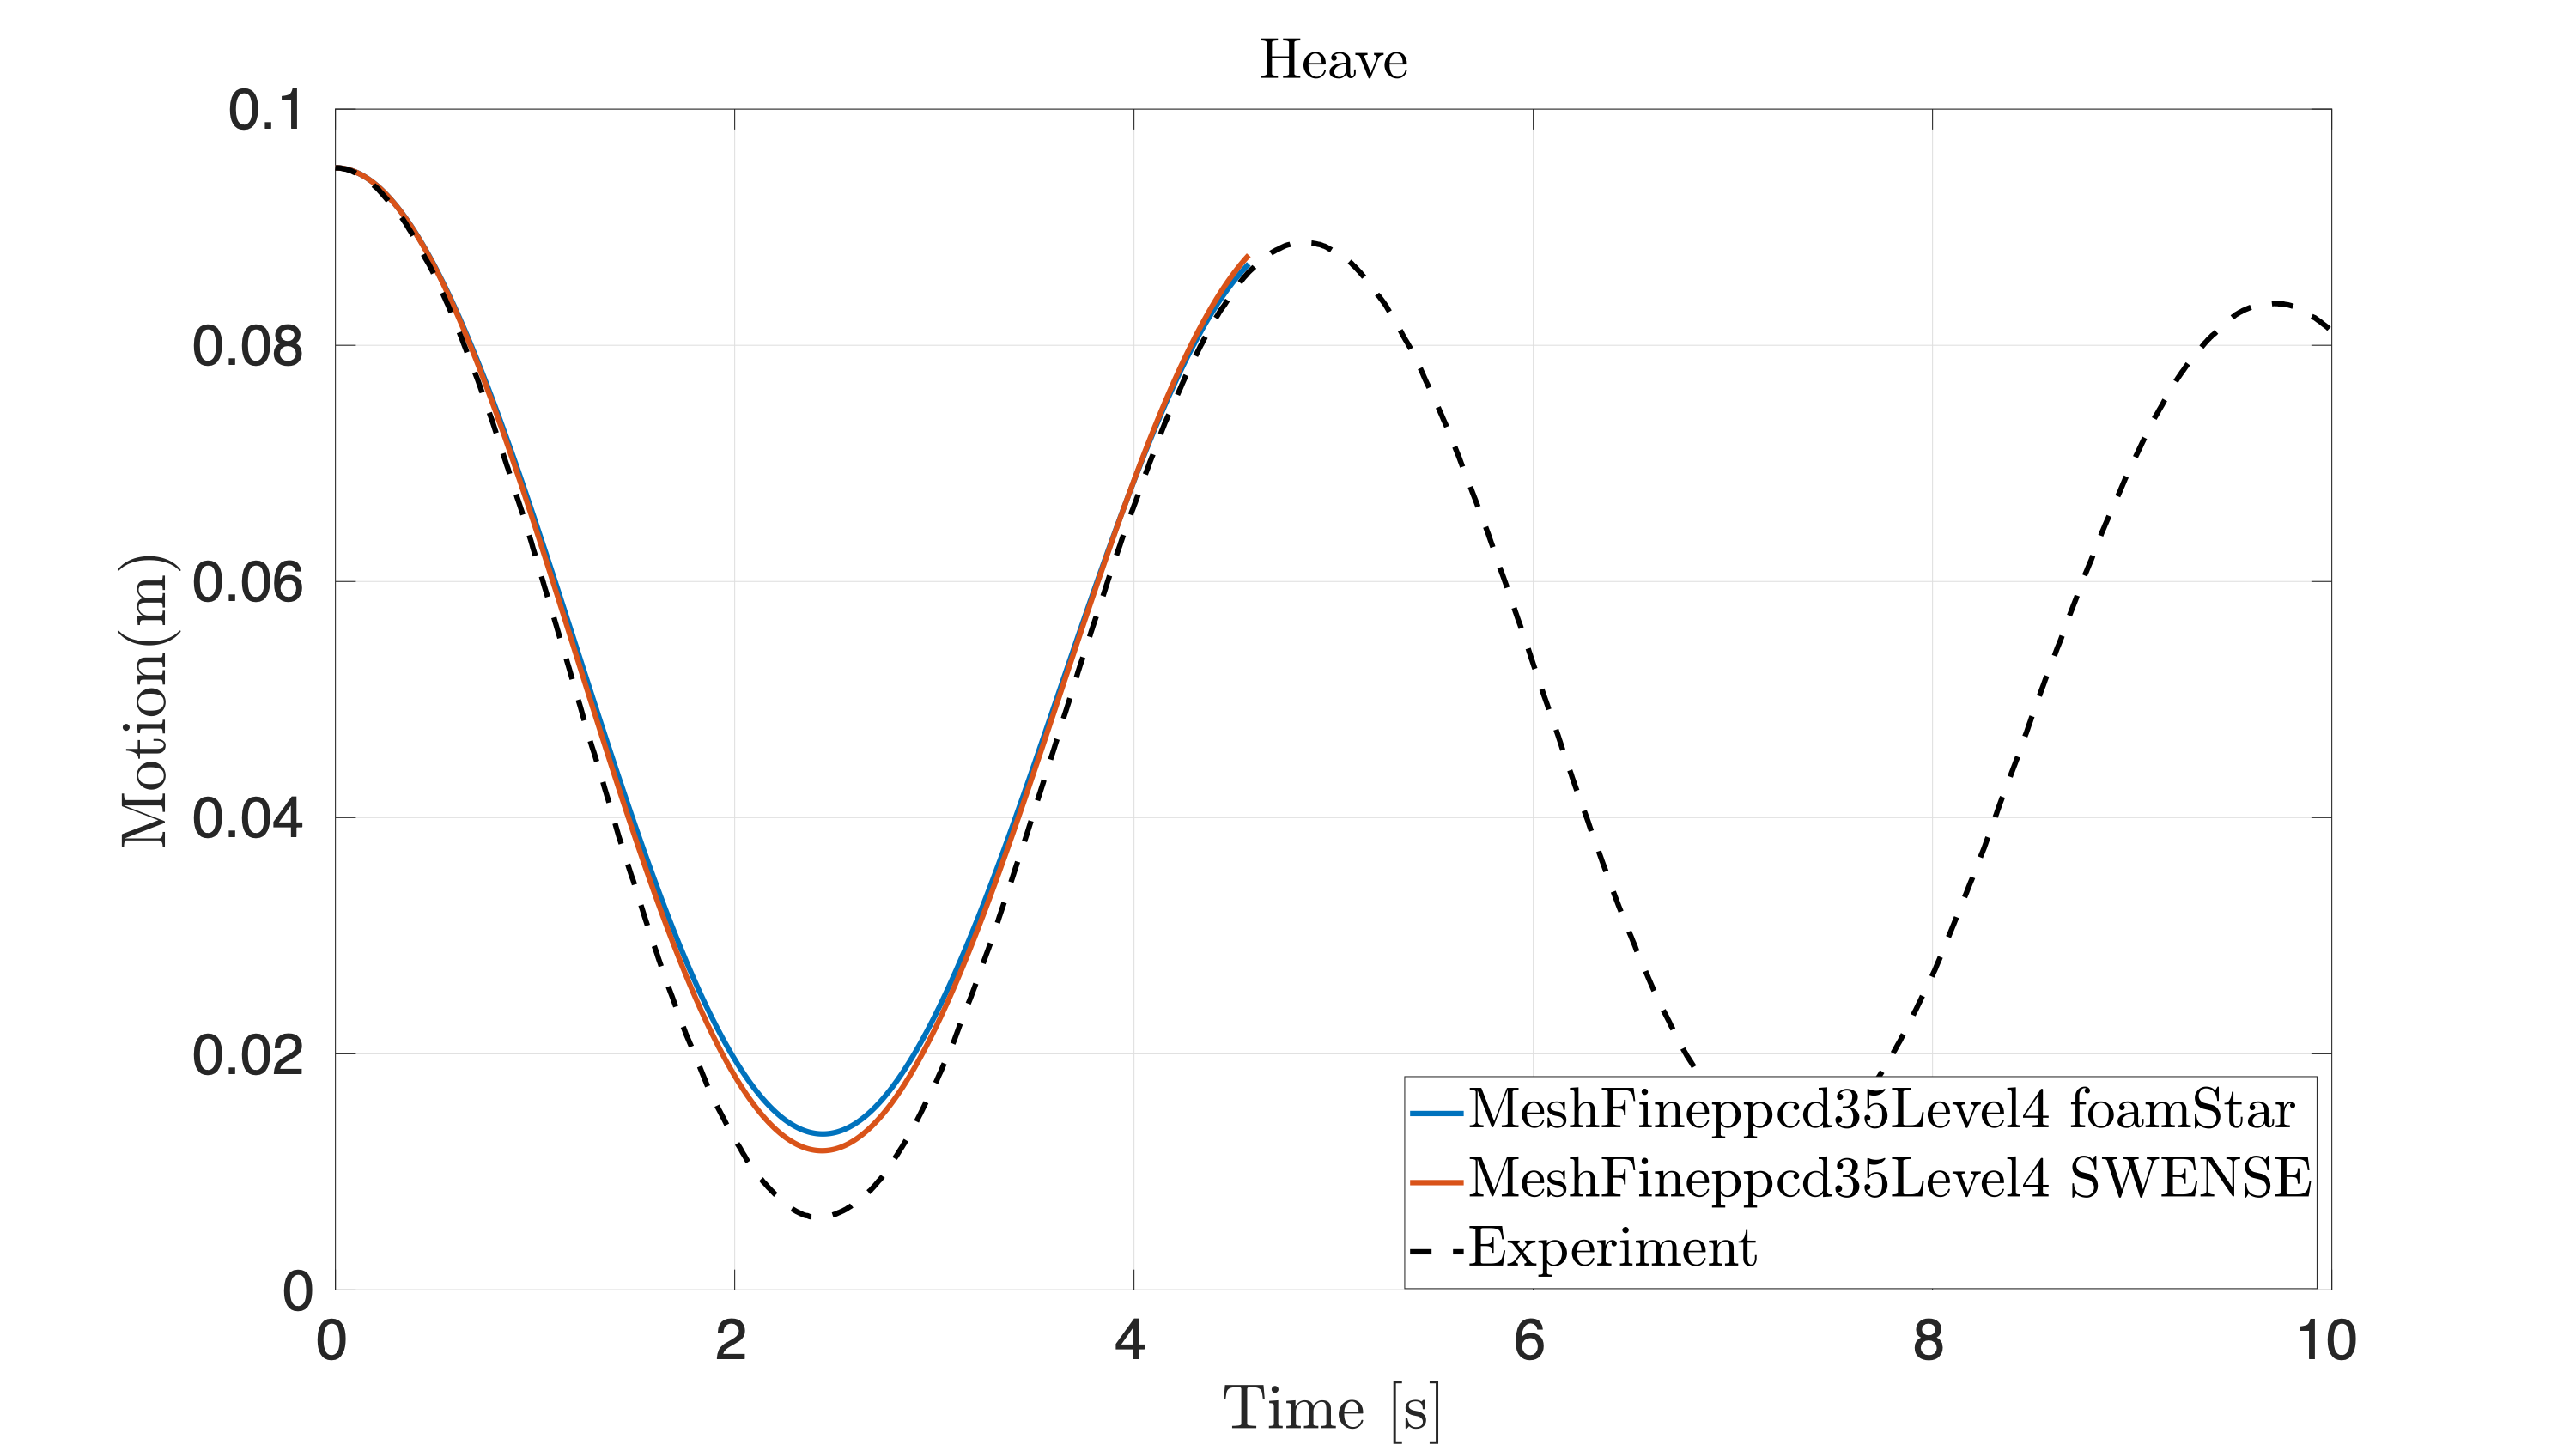 Heave
0.1
0.08
0.06
0.04
0.02
0
Motion(m)
0 2 4 6 8 10
Time [s]
MeshFineppcd35Level4 foamStar
MeshFineppcd35Level4 SWENSE
Experiment